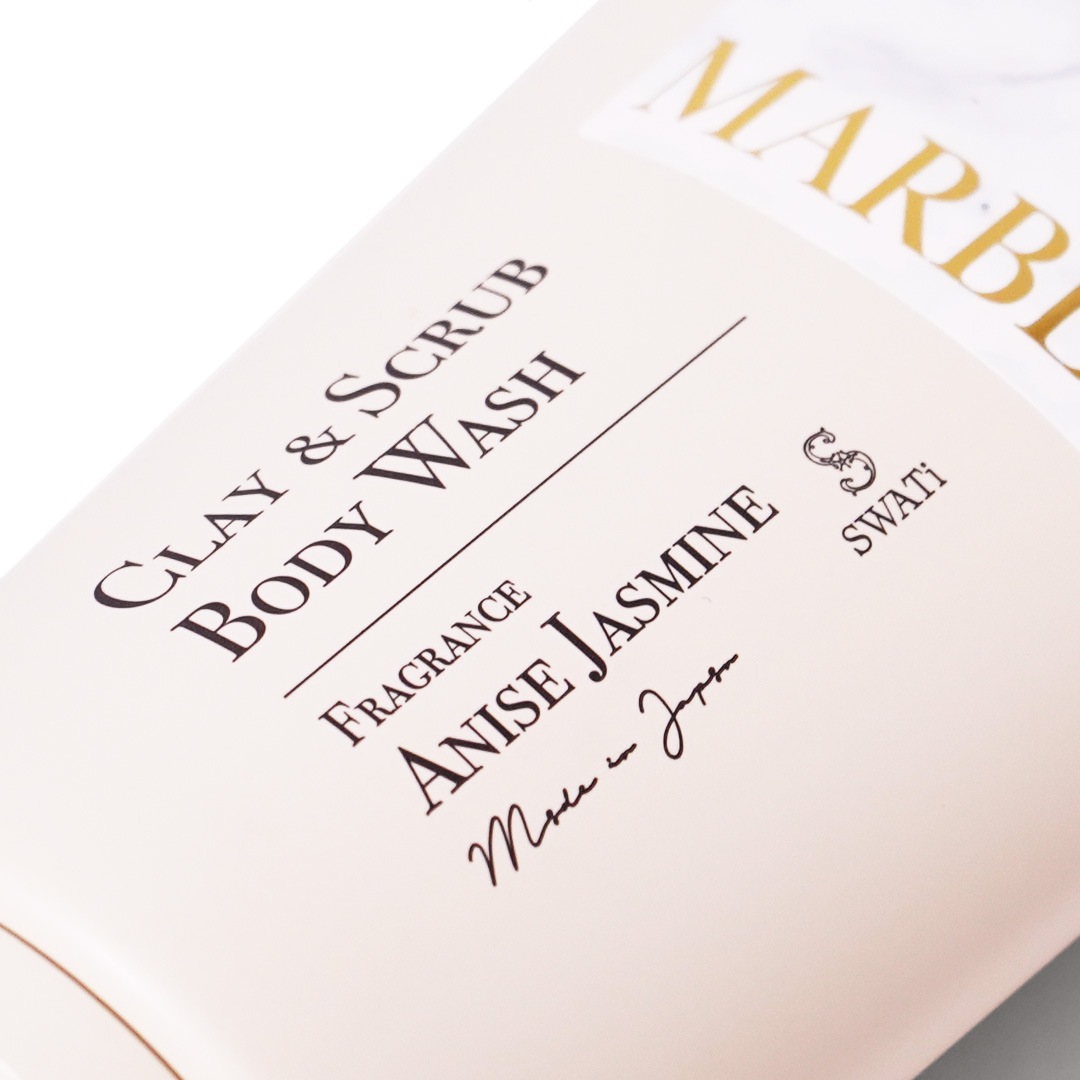 MARBL
CLAY & SCRUB
BODY WASH
FRAGRANCE
ANISE JASMINE
Made in Japan
SWATi